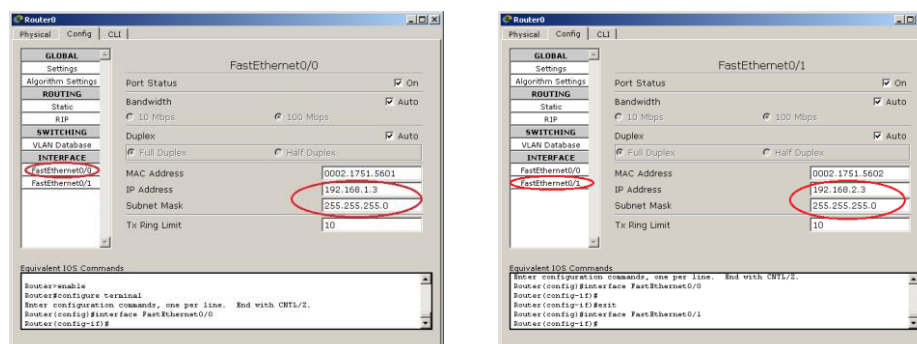 Router0
Physical Config CLI
GLOBAL
Settings
Algorithm Settings
ROUTING
Static
RIP
SWITCHING
VLAN Database
INTERFACE
FastEthernet0/0
FastEthernet0/1
FastEthernet0/0
Port Status On
Bandwidth Auto
10 Mbps 100 Mbps
Duplex Auto
Full Duplex Half Duplex
MAC Address 0002.1751.5601
IP Address 192.168.1.3
Subnet Mask 255.255.255.0
Tx Ring Limit 10
Equivalent IOS Commands
Router>enable
Router#configure terminal
Enter configuration commands, one per line. End with CNTL/Z.
Router(config)#interface FastEthernet0/0
Router(config-if)#
Router0
Physical Config CLI
GLOBAL
Settings
Algorithm Settings
ROUTING
Static
RIP
SWITCHING
VLAN Database
INTERFACE
FastEthernet0/0
FastEthernet0/1
FastEthernet0/1
Port Status On
Bandwidth Auto
10 Mbps 100 Mbps
Duplex Auto
Full Duplex Half Duplex
MAC Address 0002.1751.5602
IP Address 192.168.2.3
Subnet Mask 255.255.255.0
Tx Ring Limit 10
Equivalent IOS Commands
Enter configuration commands, one per line. End with CNTL/Z.
Router(config)#interface FastEthernet0/0
Router(config-if)#
Router(config-if)#exit
Router(config)#interface FastEthernet0/1
Router(config-if)#